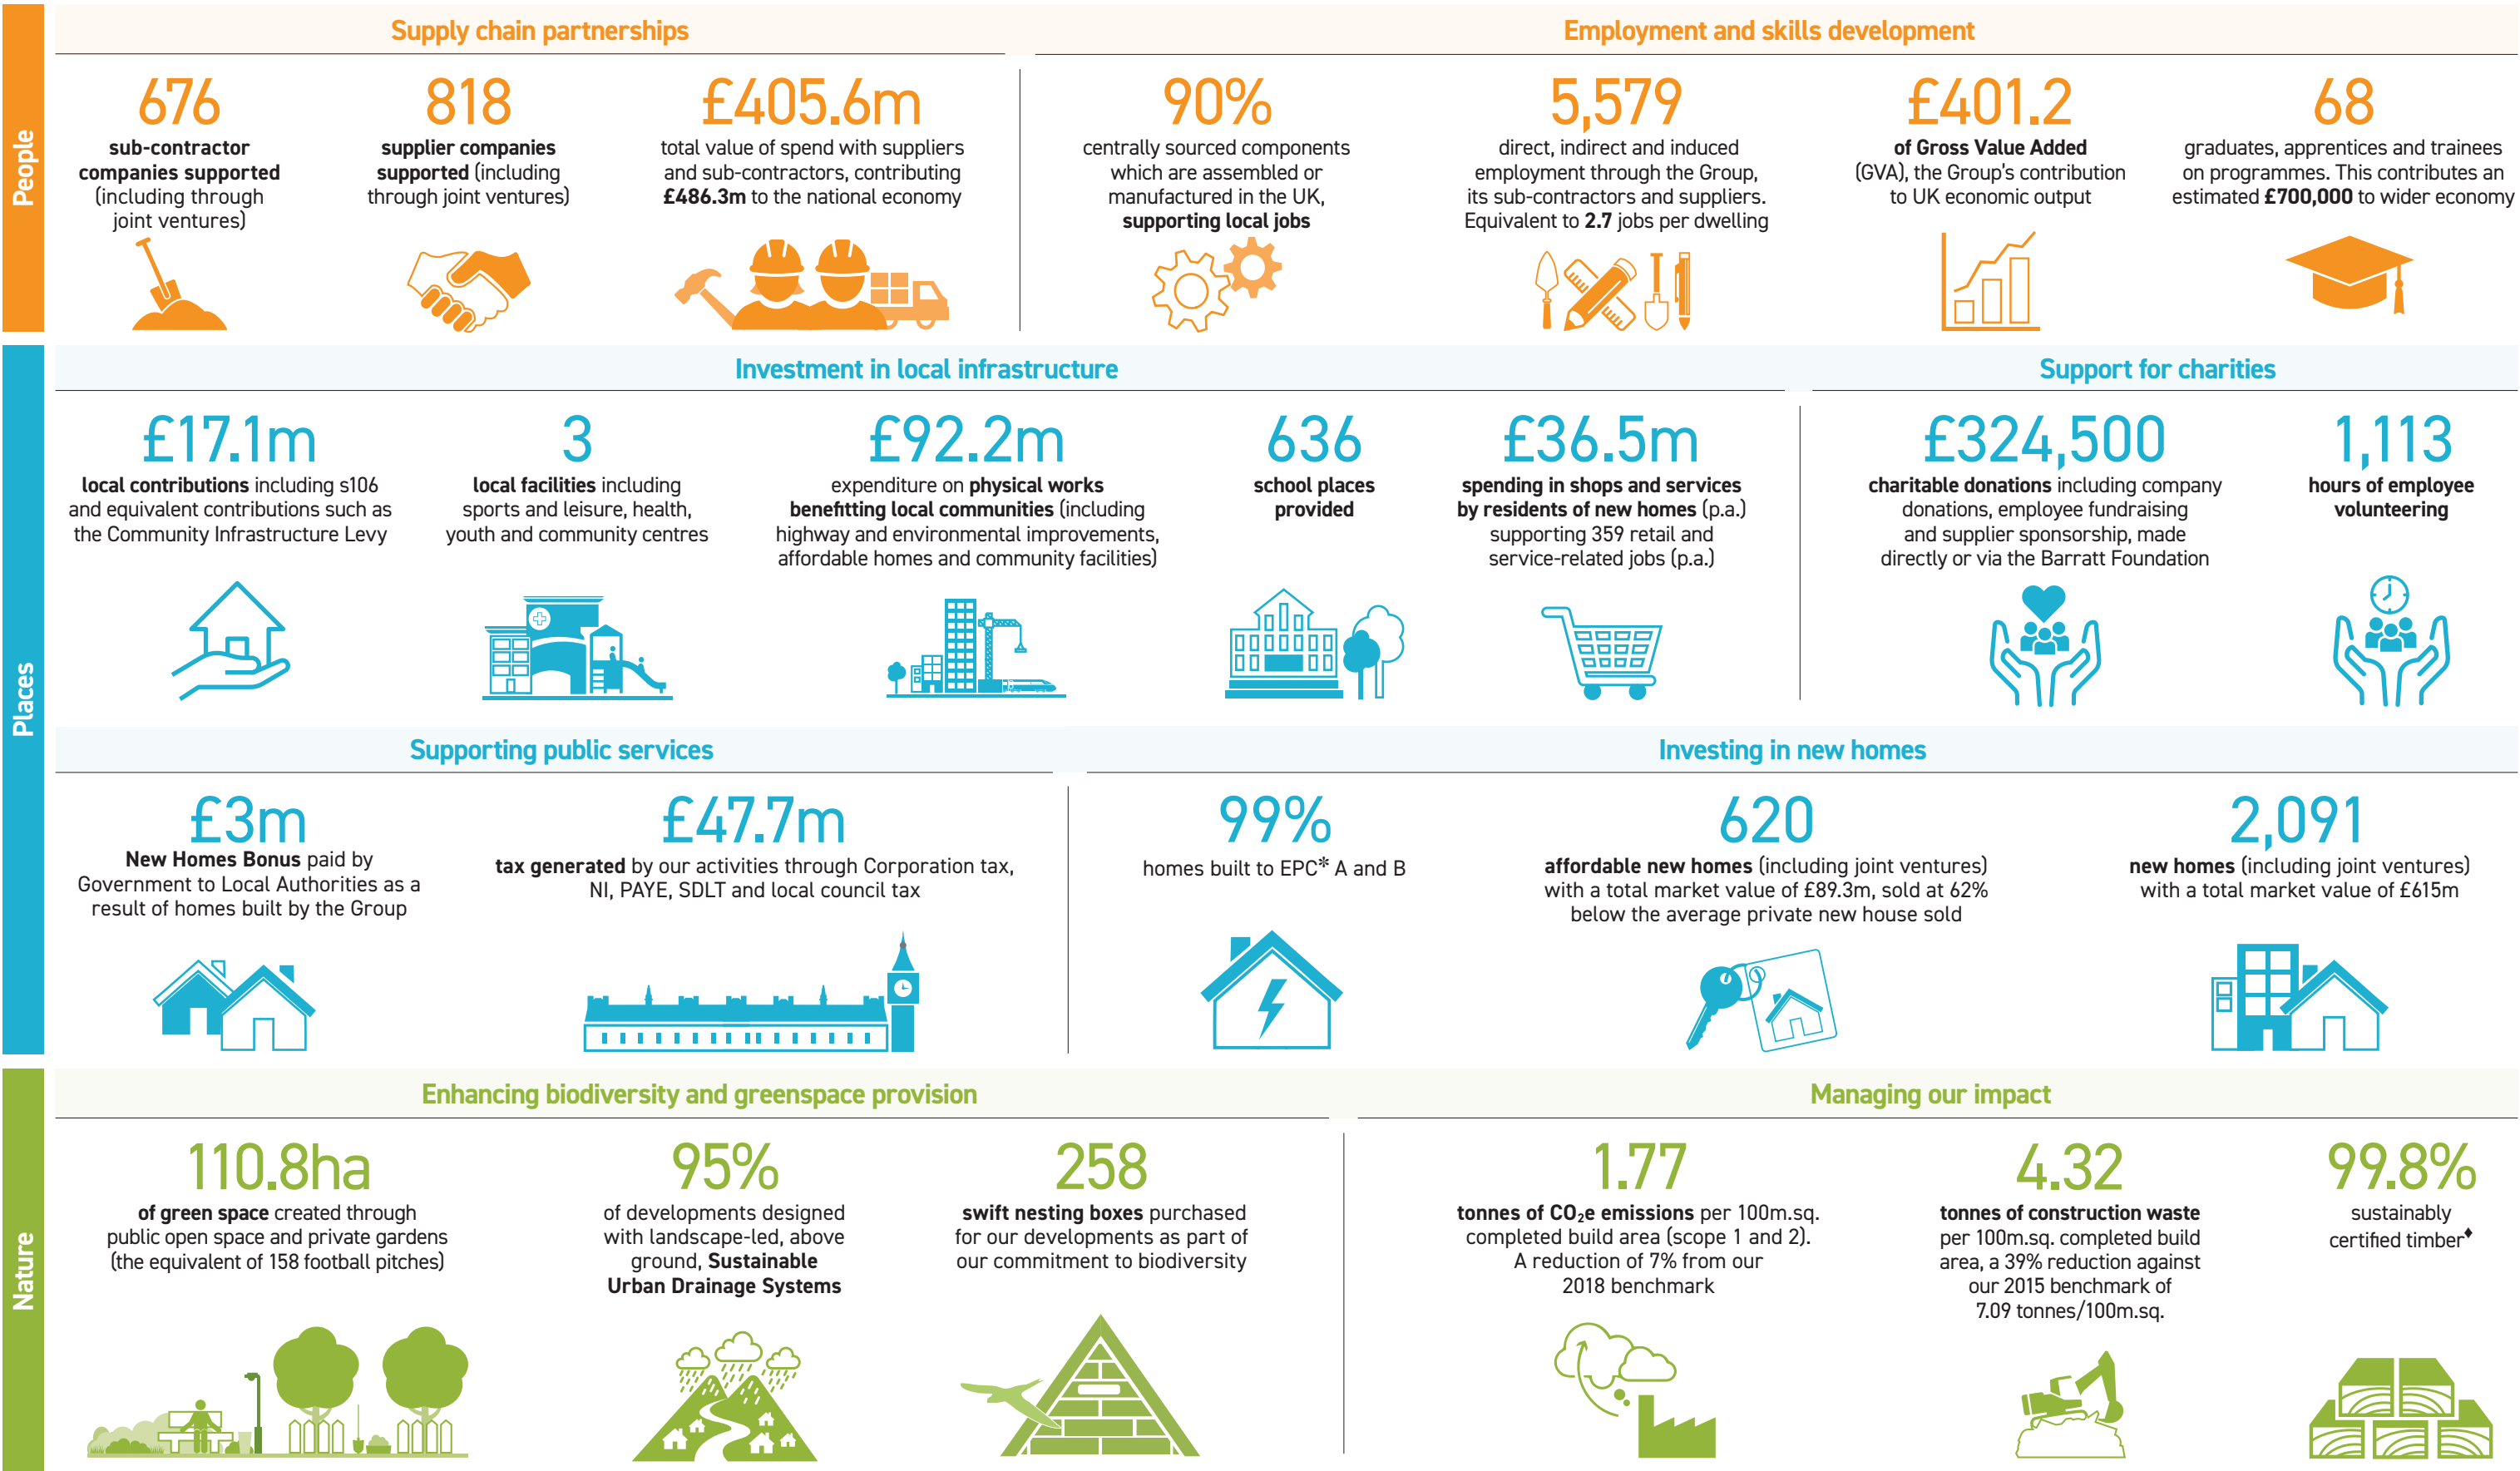 People
Supply chain partnerships
676
sub-contractor
companies supported
(including through
joint ventures)
818
supplier companies
supported (including
through joint ventures)
£405.6m
total value of spend with suppliers
and sub-contractors, contributing
£486.3m to the national economy
Employment and skills development
90%
centrally sourced components
which are assembled or
manufactured in the UK,
supporting local jobs
5,579
direct, indirect and induced
employment through the Group,
its sub-contractors and suppliers.
Equivalent to 2.7 jobs per dwelling
£401.2
of Gross Value Added
(GVA), the Group's contribution
to UK economic output
68
graduates, apprentices and trainees
on programmes. This contributes an
estimated £700,000 to wider economy
Places
Investment in local infrastructure
£17.1m
local contributions including s106
and equivalent contributions such as
the Community Infrastructure Levy
3
local facilities including
sports and leisure, health,
youth and community centres
£92.2m
expenditure on physical works
benefitting local communities (including
highway and environmental improvements,
affordable homes and community facilities)
636
school places
provided
£36.5m
spending in shops and services
by residents of new homes (p.a.)
supporting 359 retail and
service-related jobs (p.a.)
Support for charities
£324,500
charitable donations including company
donations, employee fundraising
and supplier sponsorship, made
directly or via the Barratt Foundation
1,113
hours of employee
volunteering
Supporting public services
£3m
New Homes Bonus paid by
Government to Local Authorities as a
result of homes built by the Group
£47.7m
tax generated by our activities through Corporation tax,
NI, PAYE, SDLT and local council tax
Investing in new homes
99%
homes built to EPC* A and B
620
affordable new homes (including joint ventures)
with a total market value of £89.3m, sold at 62%
below the average private new house sold
2,091
new homes (including joint ventures)
with a total market value of £615m
Nature
Enhancing biodiversity and greenspace provision
110.8ha
of green space created through
public open space and private gardens
(the equivalent of 158 football pitches)
95%
of developments designed
with landscape-led, above
ground, Sustainable
Urban Drainage Systems
258
swift nesting boxes purchased
for our developments as part of
our commitment to biodiversity
Managing our impact
1.77
tonnes of CO₂e emissions per 100m.sq.
completed build area (scope 1 and 2).
A reduction of 7% from our
2018 benchmark
4.32
tonnes of construction waste
per 100m.sq. completed build
area, a 39% reduction against
our 2015 benchmark of
7.09 tonnes/100m.sq.
99.8%
sustainably
certified timber♦